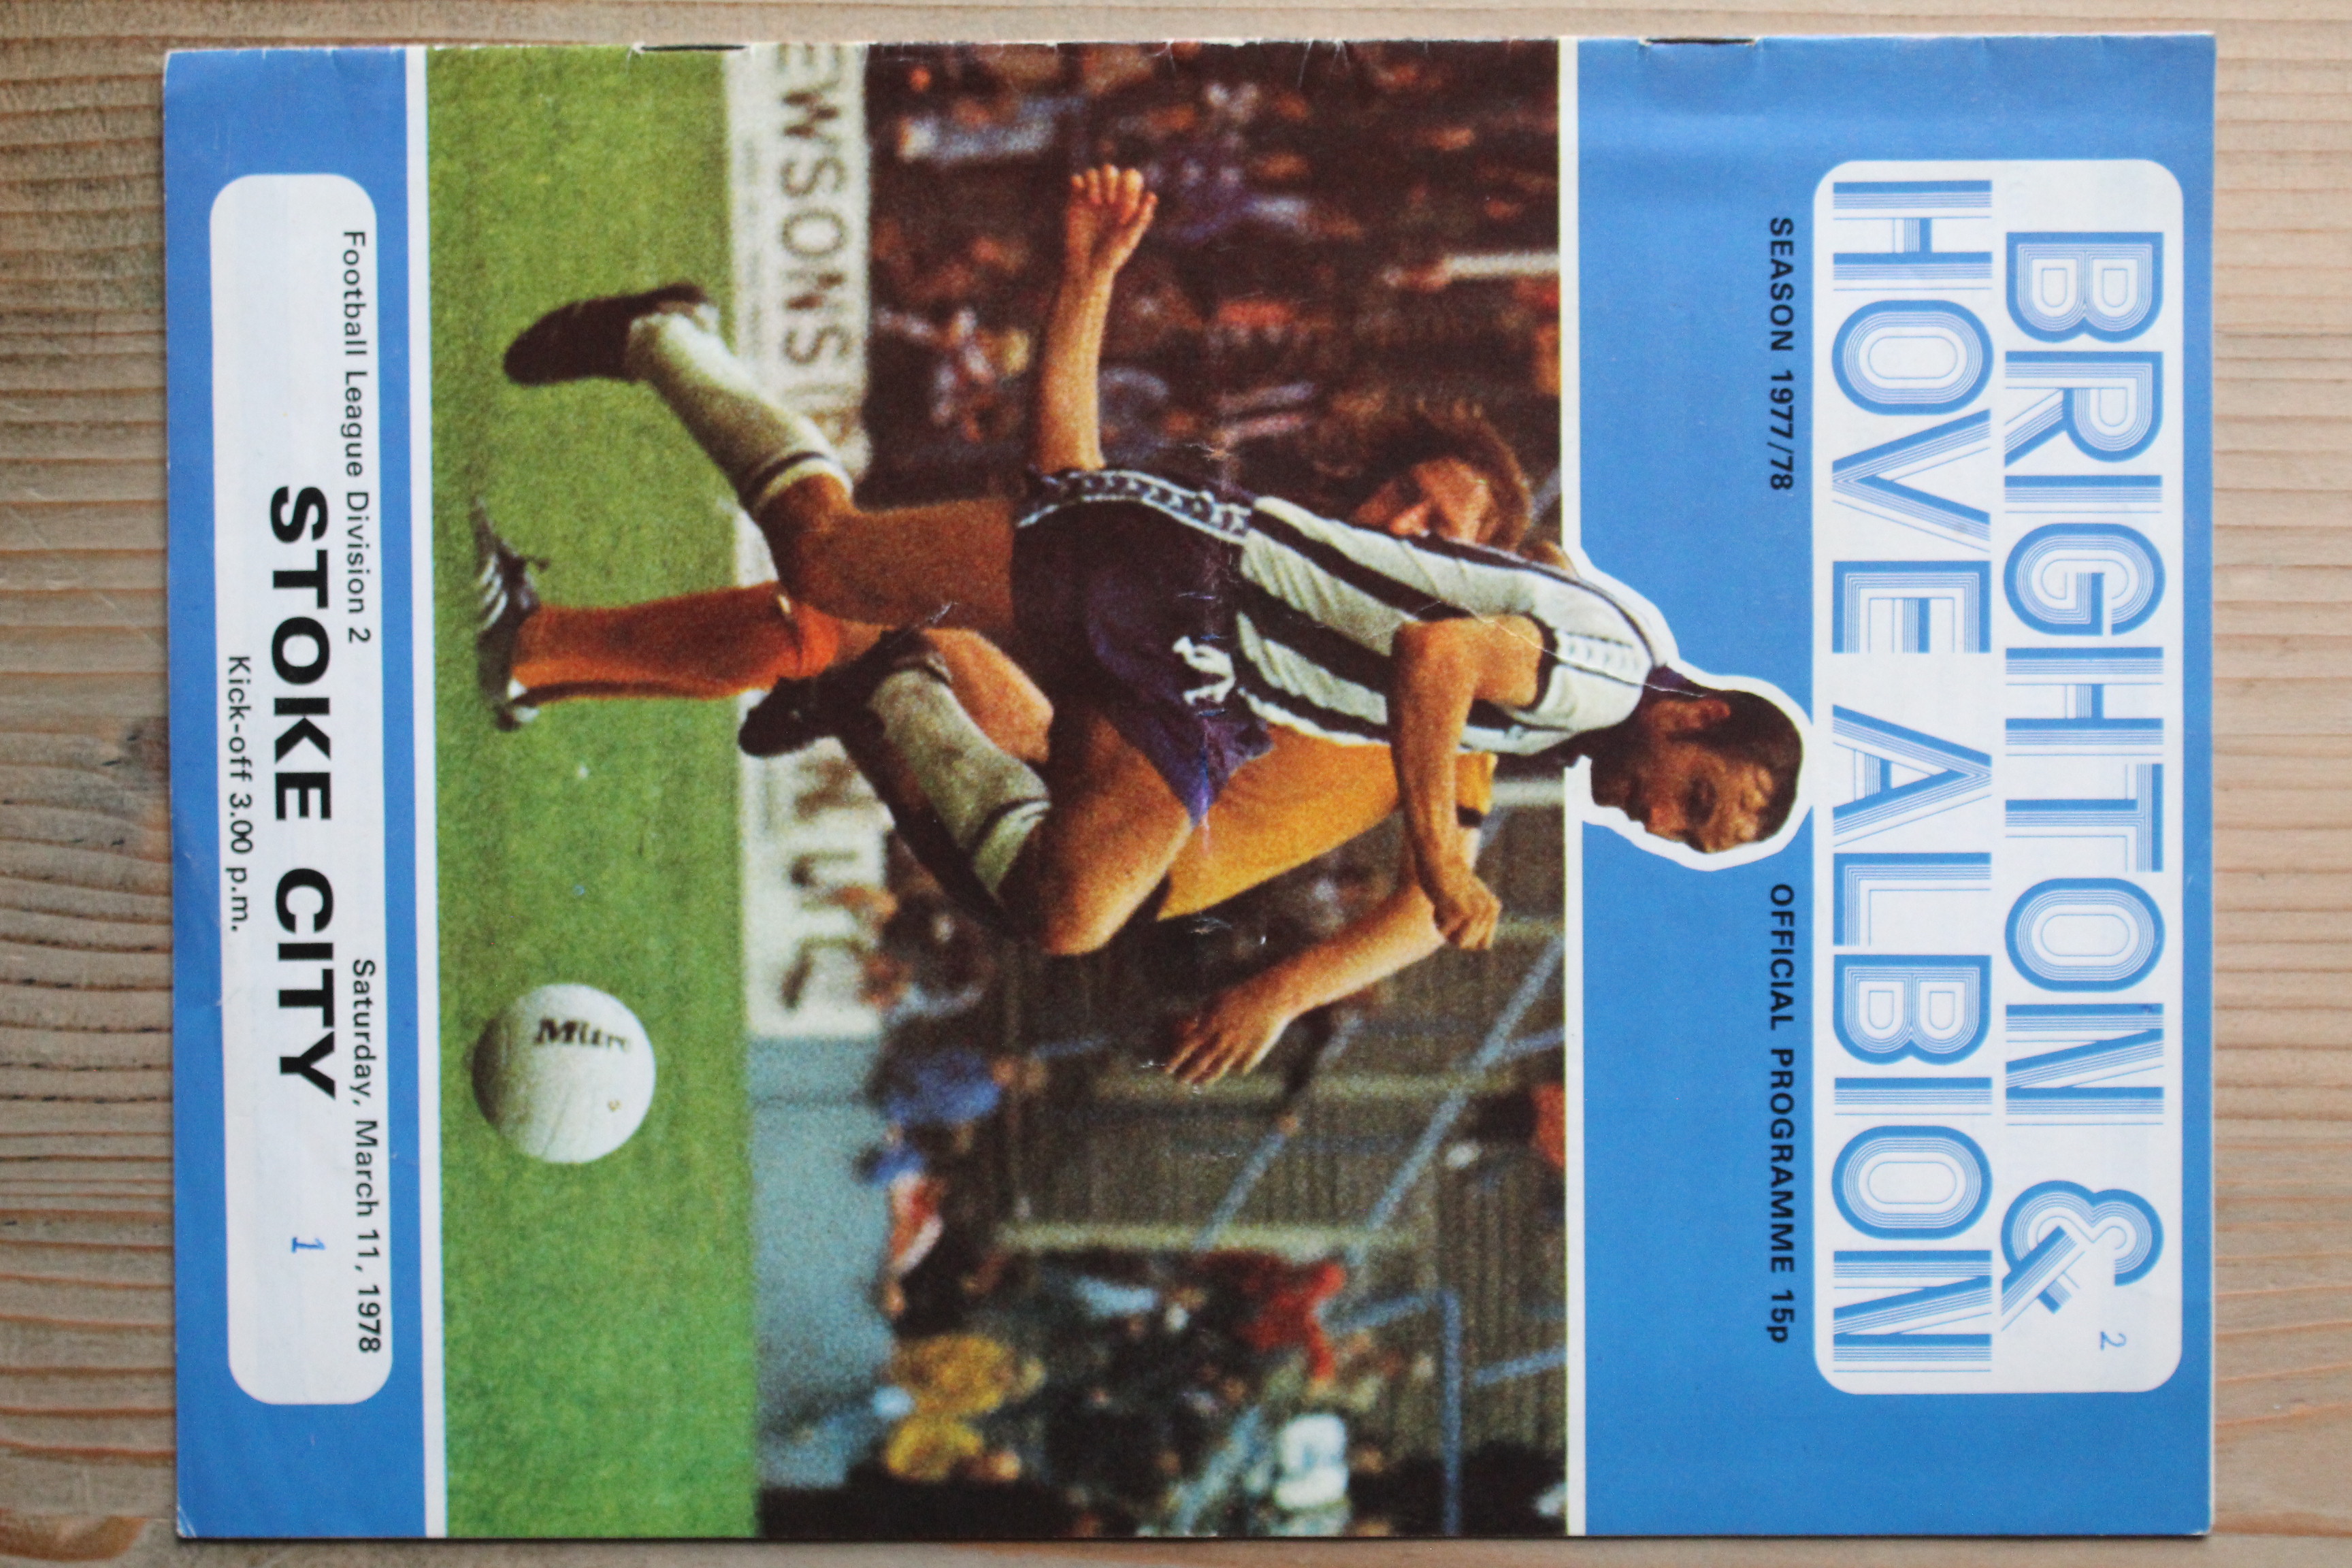 BRIGHTON &
2
HOVE ALBION
SEASON 1977/78
OFFICIAL PROGRAMME 15p
EWSONS
Mitre
Football League Division 2
Saturday, March 11, 1978
STOKE CITY
1
Kick-off 3.00 p.m.